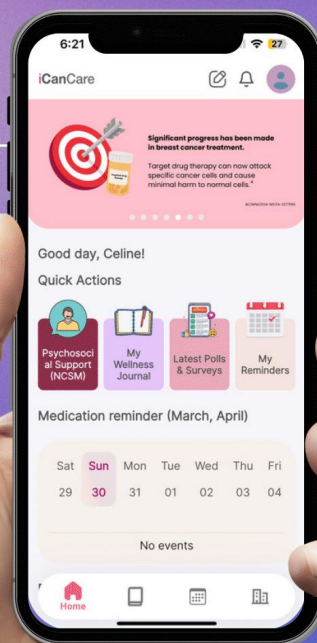 6:21
27
iCanCare
Significant progress has been made
in breast cancer treatment.
Target drug therapy can now attack
specific cancer cells and cause
minimal harm to normal cells.*
Good day, Celine!
Quick Actions
Psychosoci
al Support
(NCSM)
My
Wellness
Journal
Latest Polls
& Surveys
My
Reminders
Medication reminder (March, April)
Sat Sun Mon Tue Wed Thu Fri
29 30 31 01 02 03 04
No events
Home